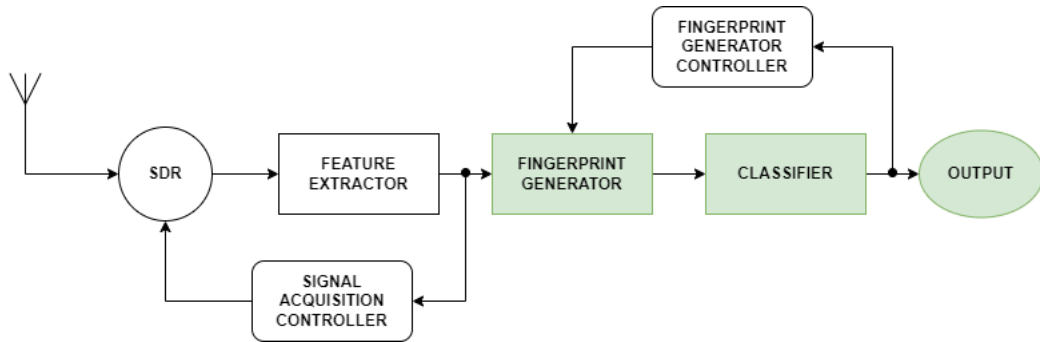 FINGERPRINT
GENERATOR
CONTROLLER
SDR
FEATURE
EXTRACTOR
FINGERPRINT
GENERATOR
CLASSIFIER
OUTPUT
SIGNAL
ACQUISITION
CONTROLLER